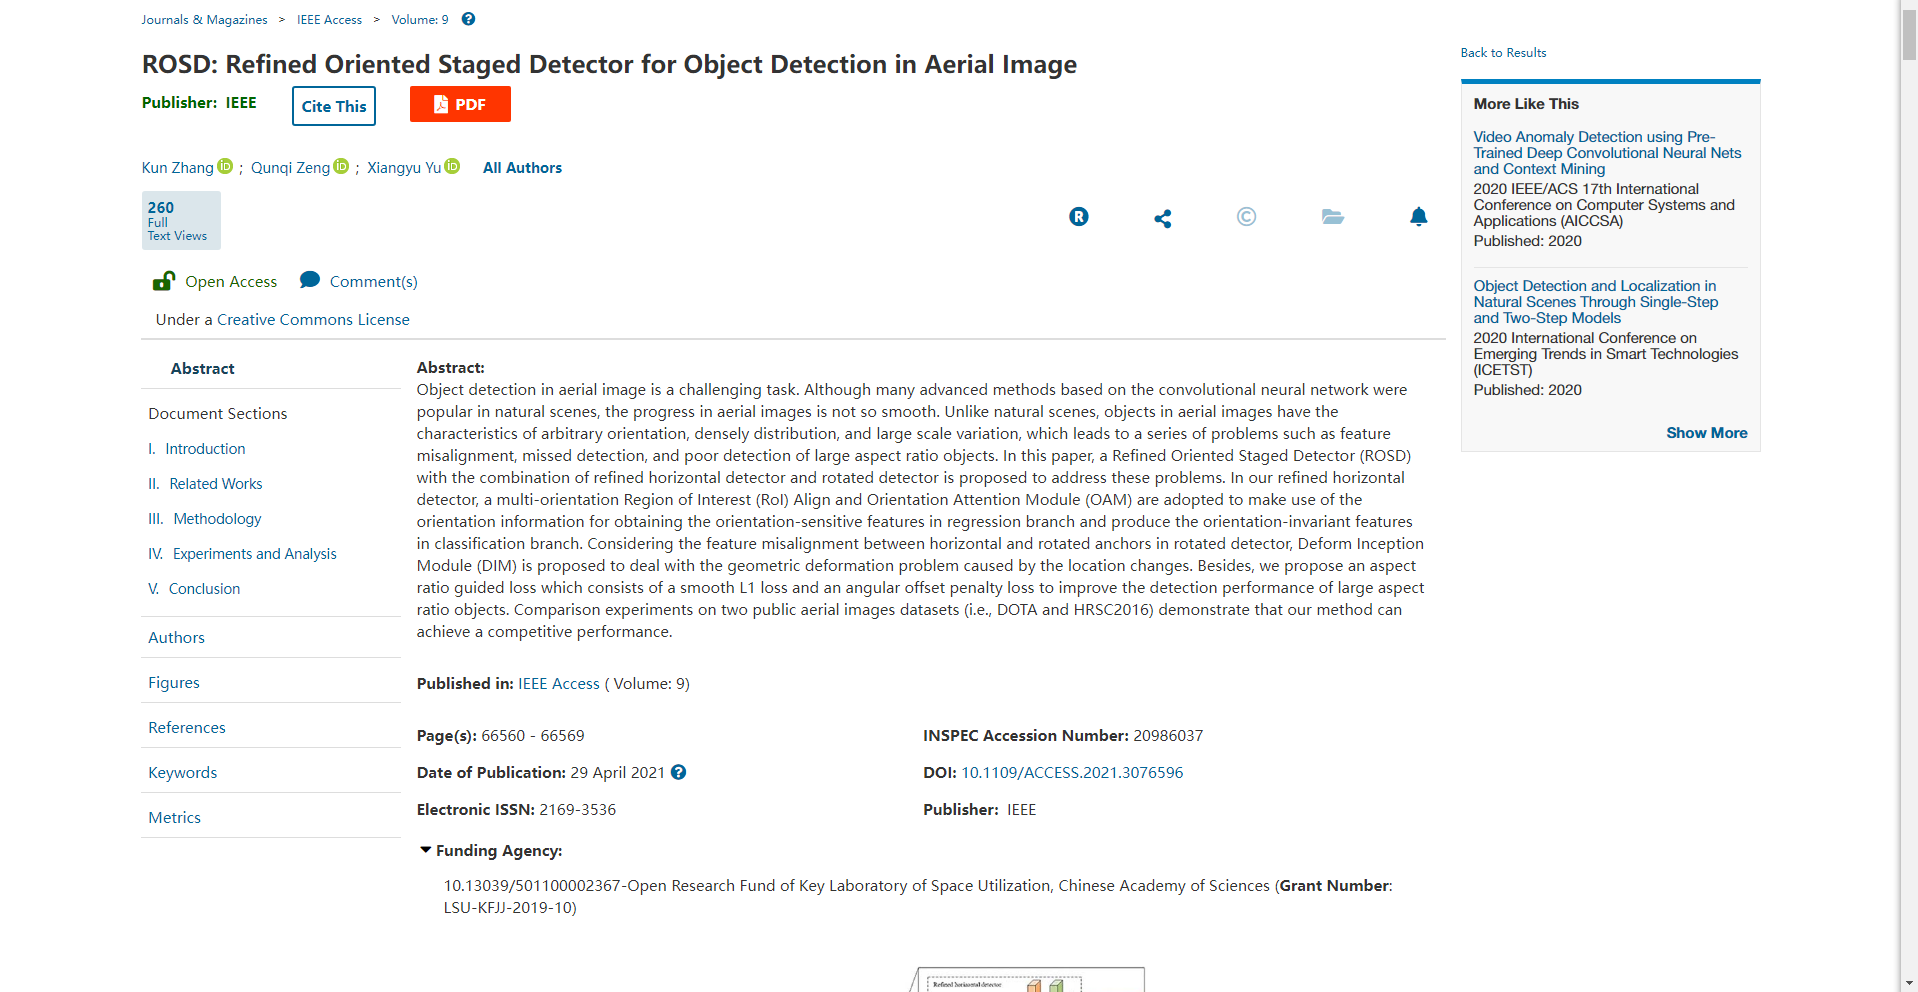 Journals & Magazines > IEEE Access > Volume: 9
ROSD: Refined Oriented Staged Detector for Object Detection in Aerial Image
Publisher: IEEE
Cite This
PDF
Kun Zhang ; Qunqi Zeng ; Xiangyu Yu All Authors
260
Full
Text Views
Open Access
Comment(s)
Under a Creative Commons License
Abstract
Document Sections
I. Introduction
II. Related Works
III. Methodology
IV. Experiments and Analysis
V. Conclusion
Authors
Figures
References
Keywords
Metrics
Abstract:
Object detection in aerial image is a challenging task. Although many advanced methods based on the convolutional neural network were
popular in natural scenes, the progress in aerial images is not so smooth. Unlike natural scenes, objects in aerial images have the
characteristics of arbitrary orientation, densely distribution, and large scale variation, which leads to a series of problems such as feature
misalignment, missed detection, and poor detection of large aspect ratio objects. In this paper, a Refined Oriented Staged Detector (ROSD)
with the combination of refined horizontal detector and rotated detector is proposed to address these problems. In our refined horizontal
detector, a multi-orientation Region of Interest (RoI) Align and Orientation Attention Module (OAM) are adopted to make use of the
orientation information for obtaining the orientation-sensitive features in regression branch and produce the orientation-invariant features
in classification branch. Considering the feature misalignment between horizontal and rotated anchors in rotated detector, Deform Inception
Module (DIM) is proposed to deal with the geometric deformation problem caused by the location changes. Besides, we propose an aspect
ratio guided loss which consists of a smooth L1 loss and an angular offset penalty loss to improve the detection performance of large aspect
ratio objects. Comparison experiments on two public aerial images datasets (i.e., DOTA and HRSC2016) demonstrate that our method can
achieve a competitive performance.
Published in: IEEE Access ( Volume: 9)
Page(s): 66560 - 66569
INSPEC Accession Number: 20986037
Date of Publication: 29 April 2021
DOI: 10.1109/ACCESS.2021.3076596
Electronic ISSN: 2169-3536
Publisher: IEEE
Funding Agency:
10.13039/501100002367-Open Research Fund of Key Laboratory of Space Utilization, Chinese Academy of Sciences (Grant Number:
LSU-KFJJ-2019-10)
Refined horizontal detector
Back to Results
More Like This
Video Anomaly Detection using Pre-
Trained Deep Convolutional Neural Nets
and Context Mining
2020 IEEE/ACS 17th International
Conference on Computer Systems and
Applications (AICCSA)
Published: 2020
Object Detection and Localization in
Natural Scenes Through Single-Step
and Two-Step Models
2020 International Conference on
Emerging Trends in Smart Technologies
(ICETST)
Published: 2020
Show More